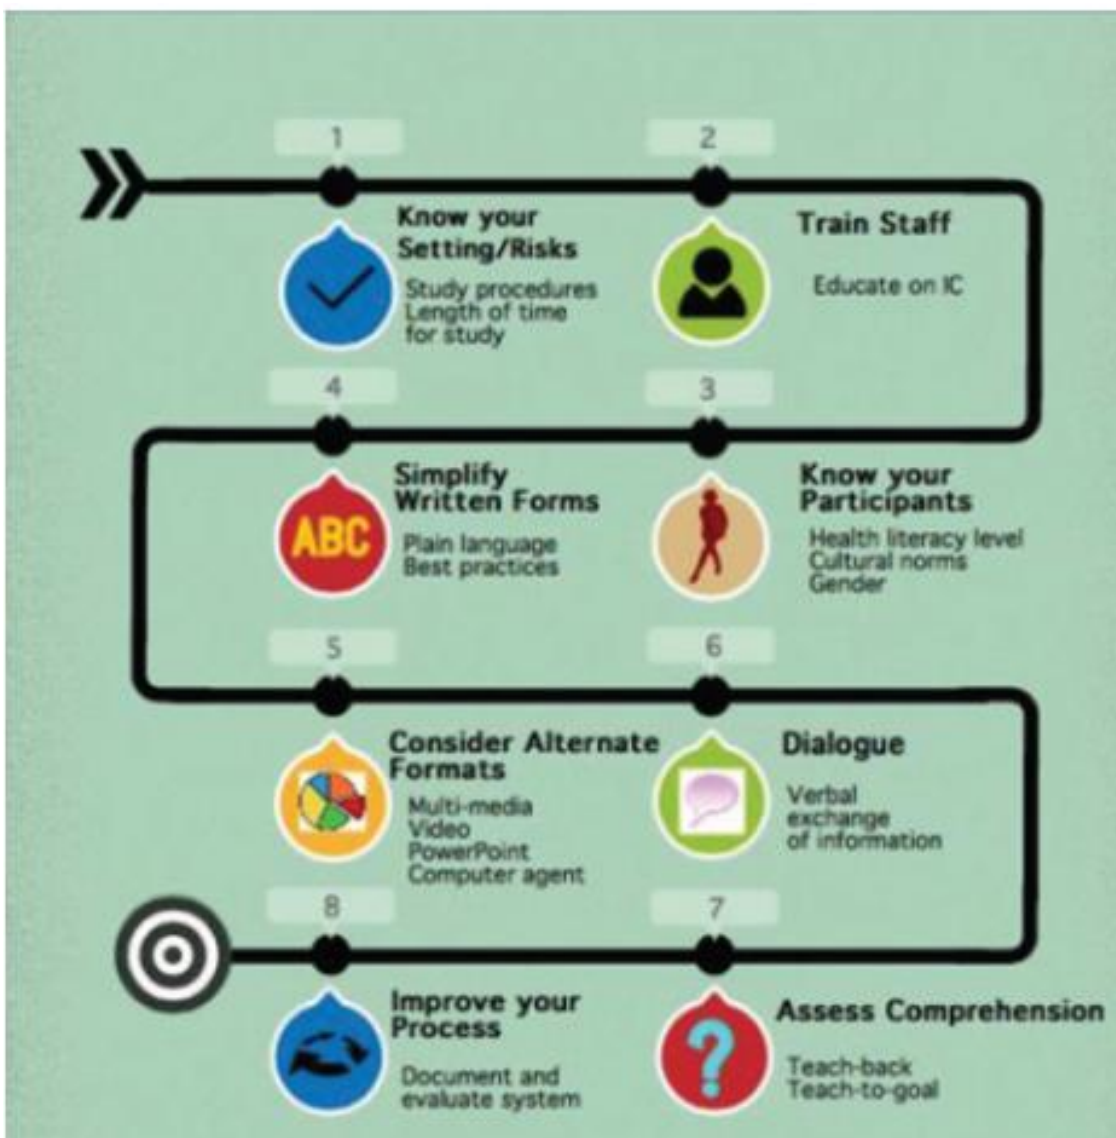 1
Know your
Setting/Risks
Study procedures
Length of time
for study
2
Train Staff
Educate on IC
3
Know your
Participants
Health literacy level
Cultural norms
Gender
4
Simplify
Written Forms
ABC
Plain language
Best practices
5
Consider Alternate
Formats
Multi-media
Video
PowerPoint
Computer agent
6
Dialogue
Verbal
exchange
of information
7
Assess Comprehension
?
Teach-back
Teach-to-goal
8
Improve your
Process
Document and
evaluate system